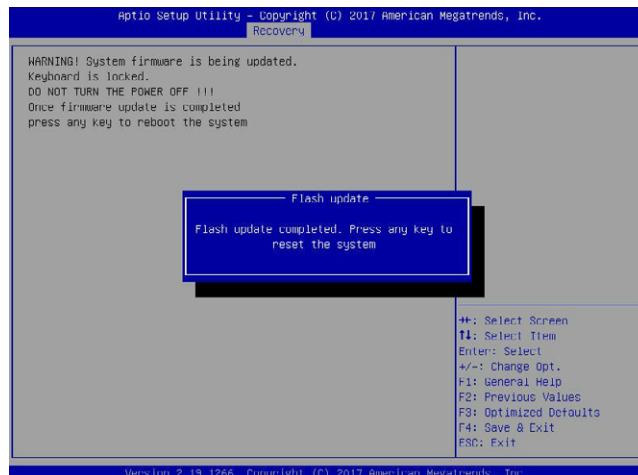 Aptio Setup Utility – Copyright (C) 2017 American Megatrends, Inc.
Recovery
WARNING! System firmware is being updated.
Keyboard is locked.
DO NOT TURN THE POWER OFF !!!
Once firmware update is completed
press any key to reboot the system
Flash update
Flash update completed. Press any key to
reset the system
→←: Select Screen
↑↓: Select Item
Enter: Select
+/-: Change Opt.
F1: General Help
F2: Previous Values
F3: Optimized Defaults
F4: Save & Exit
ESC: Exit
Version 2.19.1266. Copyright (C) 2017 American Megatrends, Inc.